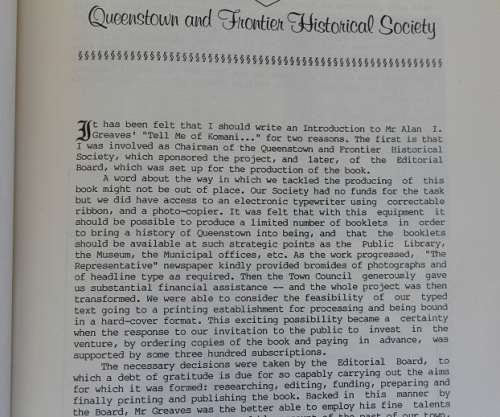 Queenstown and Frontier Historical Society
§§§§§§§§§§§§§§§§§§§§§§§§§§§§§§§§§§§§§§§§§§§§§§§§§§§
It has been felt that I should write an Introduction to Mr Alan I.
Greaves' "Tell Me of Komani..." for two reasons. The first is that
I was involved as Chairman of the Queenstown and Frontier Historical
Society, which sponsored the project, and later, of the Editorial
Board, which was set up for the production of the book.
A word about the way in which we tackled the producing of this
book might not be out of place. Our Society had no funds for the task
but we did have access to an electronic typewriter using correctable
ribbon, and a photo-copier. It was felt that with this equipment it
should be possible to produce a limited number of booklets in order
to bring a history of Queenstown into being, and that the booklets
should be available at such strategic points as the Public Library,
the Museum, the Municipal offices, etc. As the work progressed, "The
Representative" newspaper kindly provided bromides of photographs and
of headline type as required. Then the Town Council generously gave
us substantial financial assistance -- and the whole project was then
transformed. We were able to consider the feasibility of our typed
text going to a printing establishment for processing and being bound
in a hard-cover format. This exciting possibility became a certainty
when the response to our invitation to the public to invest in the
venture, by ordering copies of the book and paying in advance, was
supported by some three hundred subscriptions.
The necessary decisions were taken by the Editorial Board, to
which a debt of gratitude is due for so capably carrying out the aims
for which it was formed: researching, editing, funding, preparing and
finally printing and publishing the book. Backed in this manner by
the Board, Mr Greaves was the better able to employ his fine talents